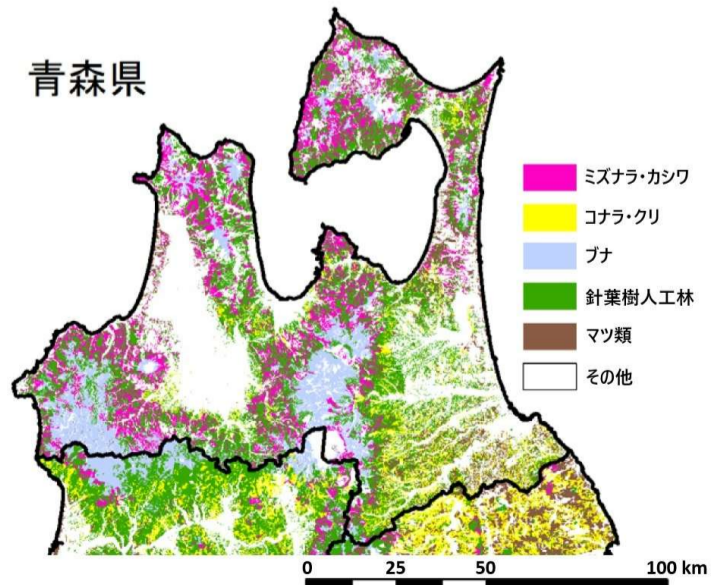 青森県
ミズナラ・カシワ
コナラ・クリ
ブナ
針葉樹人工林
マツ類
その他
0 25 50 100 km